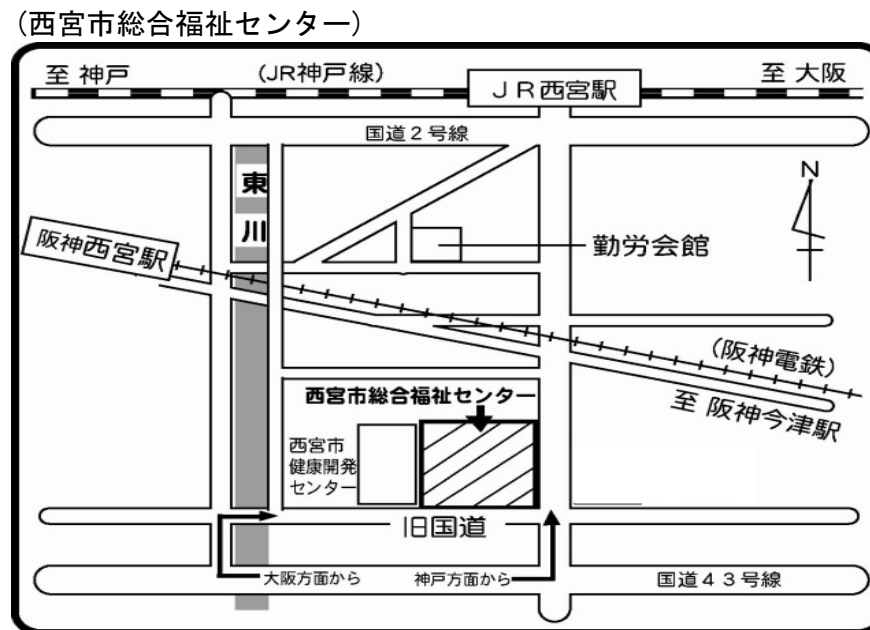 (西宮市総合福祉センター)
至 神戸
(JR神戸線)
JR西宮駅
至 大阪
国道2号線
東
川
N
阪神西宮駅
勤労会館
(阪神電鉄)
至 阪神今津駅
西宮市総合福祉センター
西宮市
健康開発
センター
旧国道
大阪方面から
神戸方面から
国道43号線